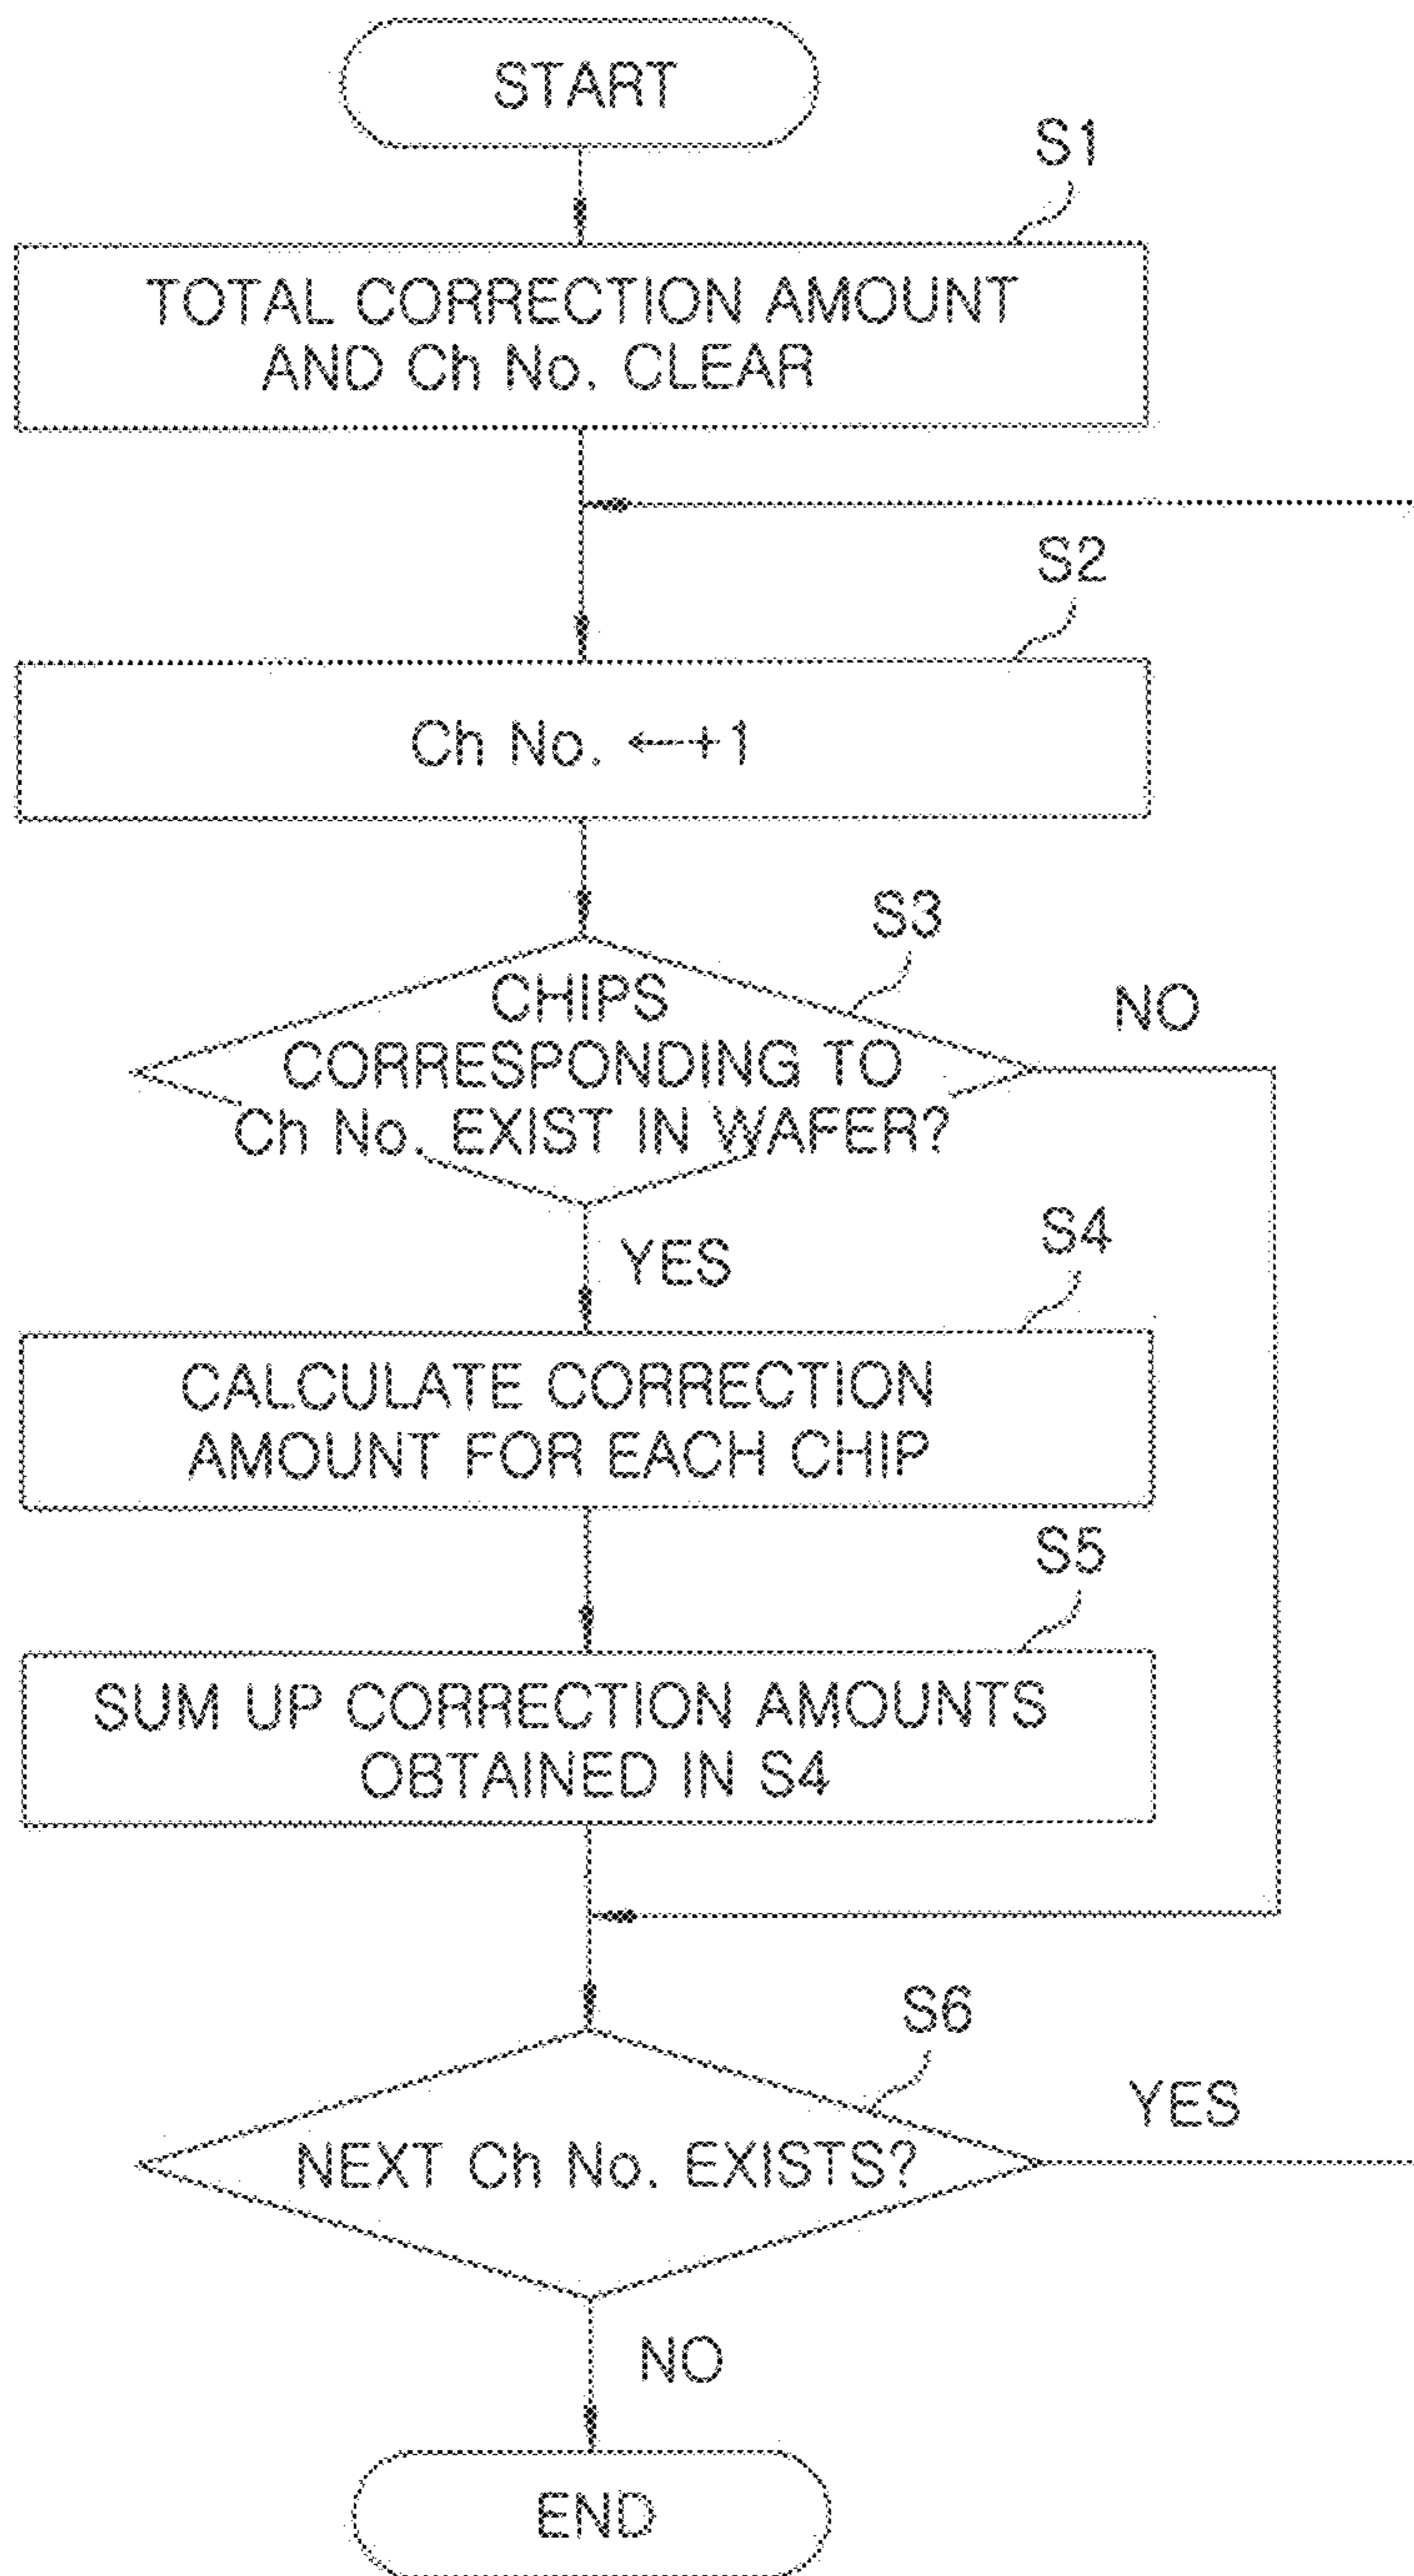 START
S1
TOTAL CORRECTION AMOUNT
AND Ch No. CLEAR
S2
Ch No. ←+1
S3
CHIPS
CORRESPONDING TO
Ch No. EXIST IN WAFER?
NO
YES
S4
CALCULATE CORRECTION
AMOUNT FOR EACH CHIP
S5
SUM UP CORRECTION AMOUNTS
OBTAINED IN S4
S6
NEXT Ch No. EXISTS?
YES
NO
END